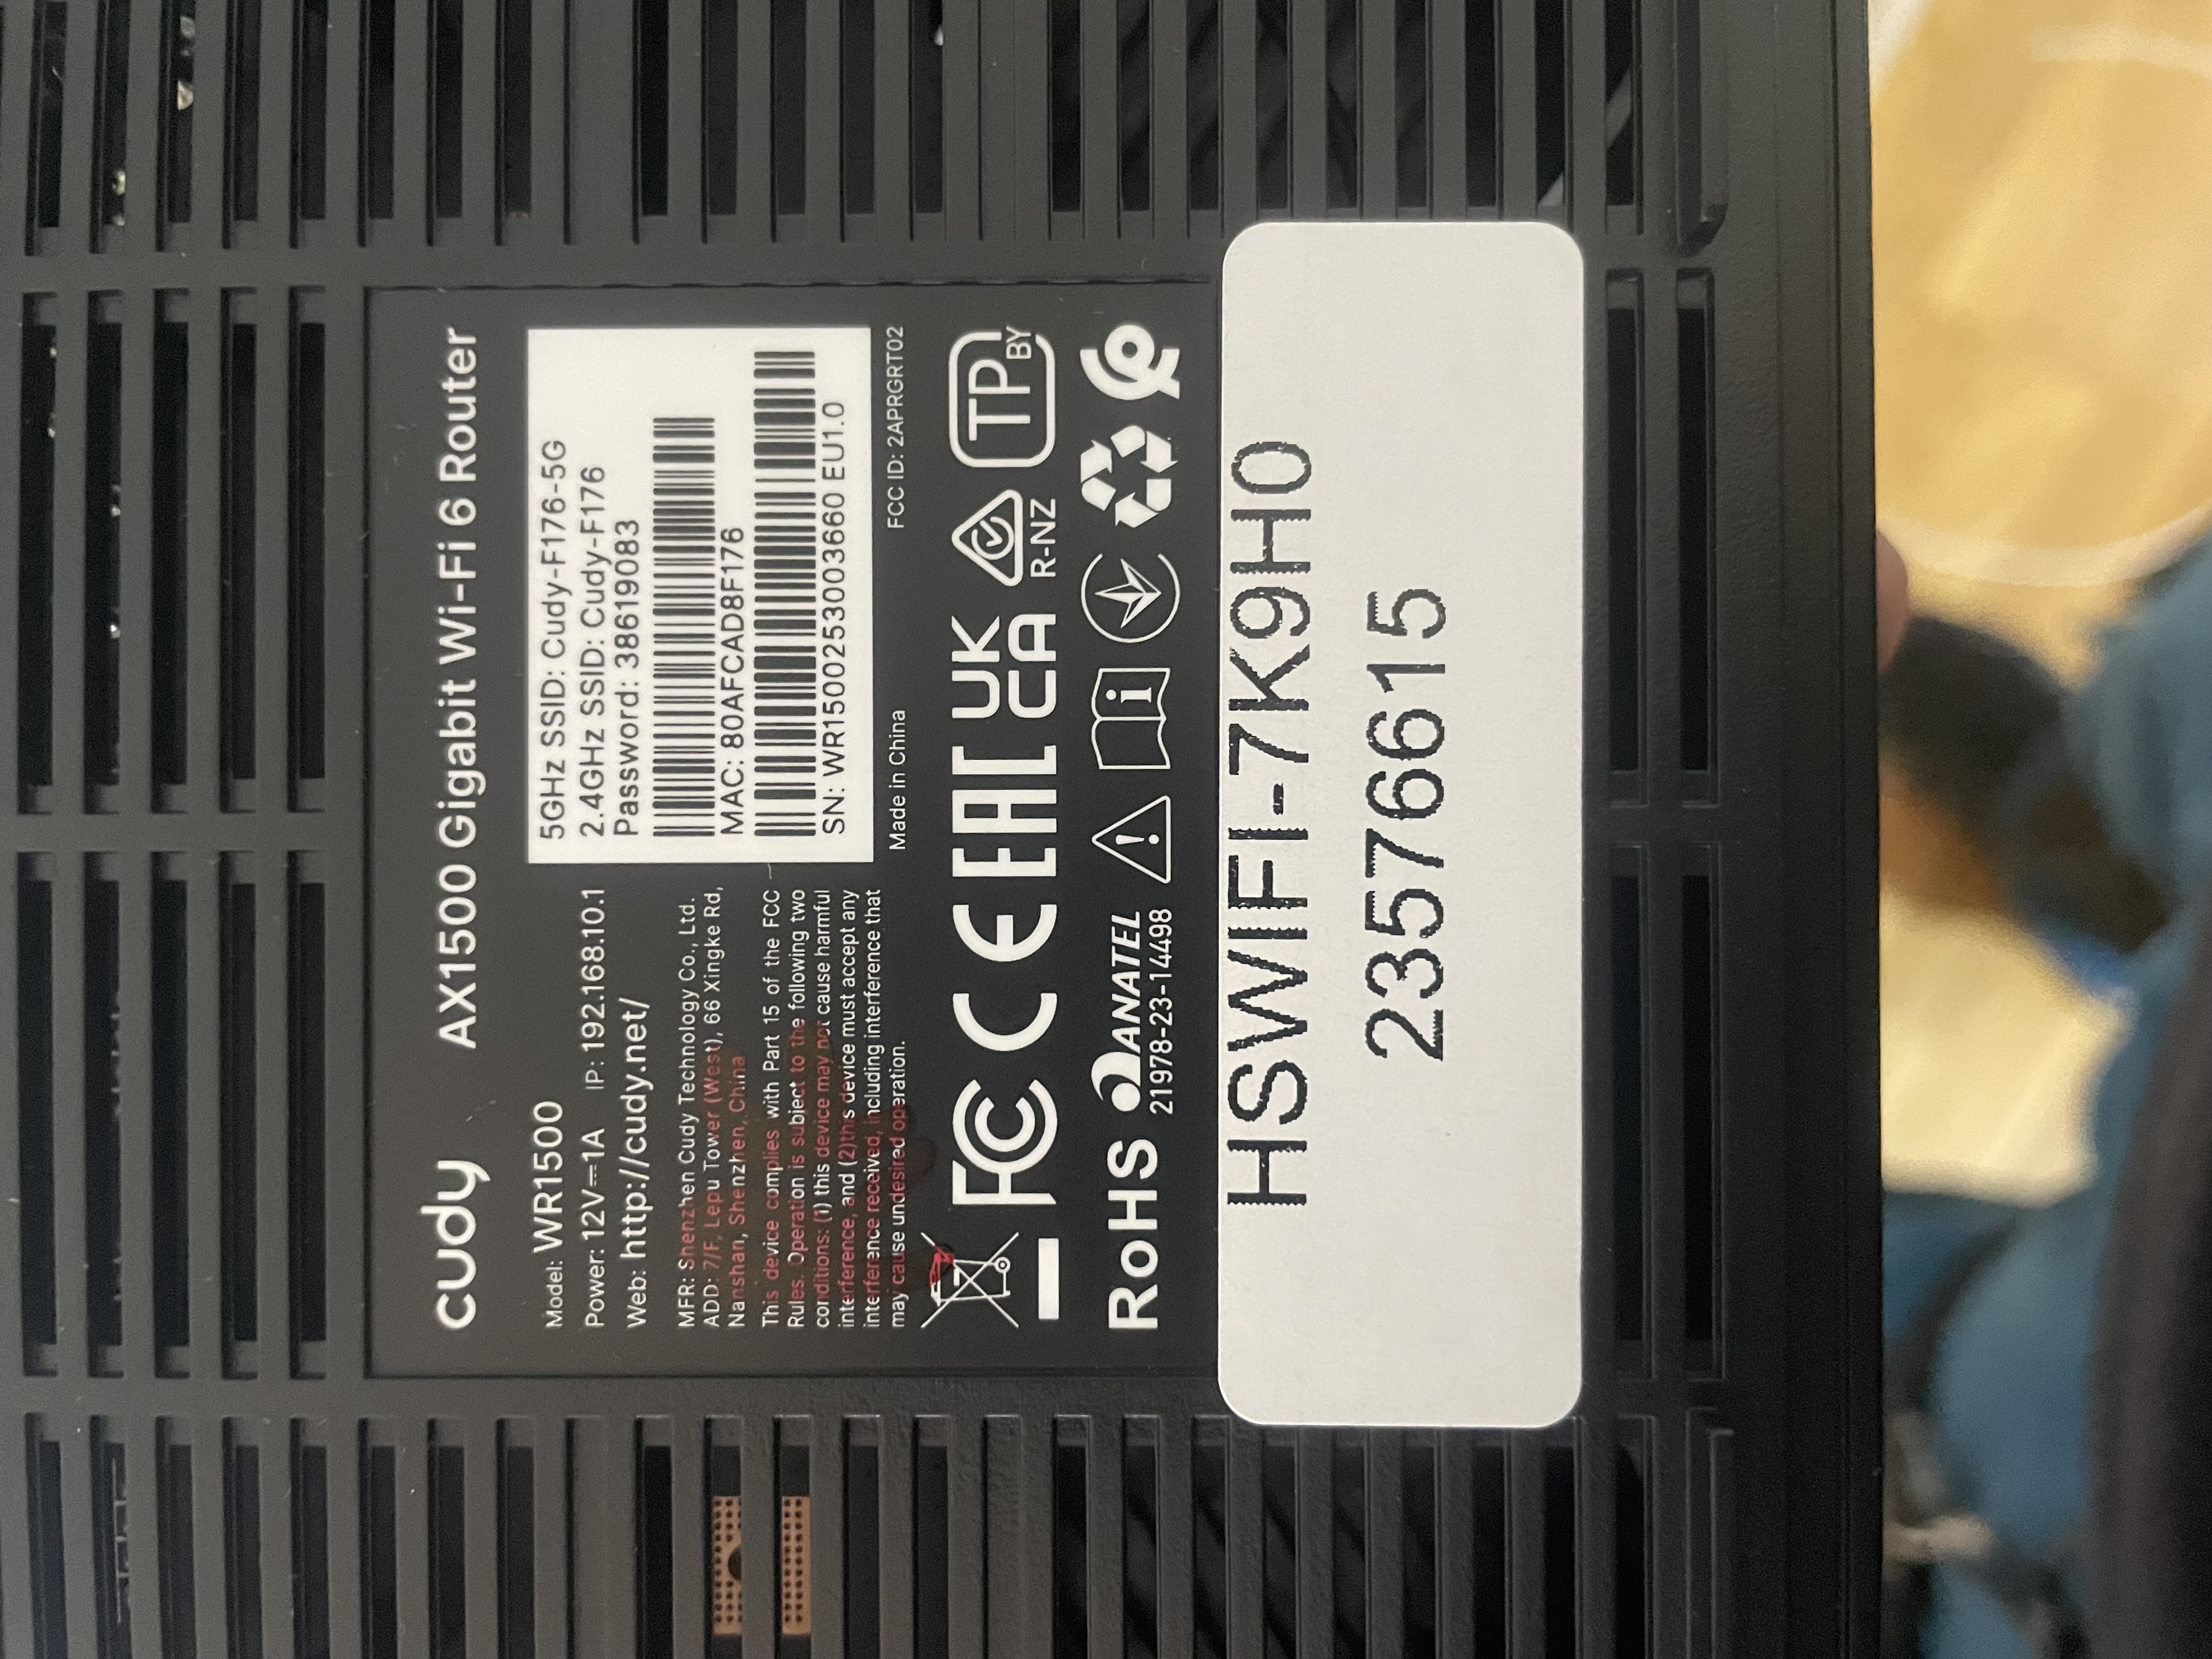 cudy AX1500 Gigabit Wi-Fi 6 Router
Model: WR1500
Power: 12V⎓1A IP: 192.168.10.1
Web: http://cudy.net/
MFR: Shenzhen Cudy Technology Co., Ltd.
ADD: 7/F, Lepu Tower (West), 66 Xingke Rd,
Nanshan, Shenzhen, China
This device complies with Part 15 of the FCC
Rules. Operation is subject to the following two
conditions: (1) this device may not cause harmful
interference, and (2)this device must accept any
interference received, including interference that
may cause undesired operation.
5GHz SSID: Cudy-F176-5G
2.4GHz SSID: Cudy-F176
Password: 38619083
MAC: 80AFCAD8F176
SN: WR1500253003660 EU1.0
Made in China FCC ID: 2APRGRT02
FC CE EAC UK
CA
R-NZ
TP
BY
RoHS ANATEL
21978-23-14498
HSWIFI-7K9H0
23576615